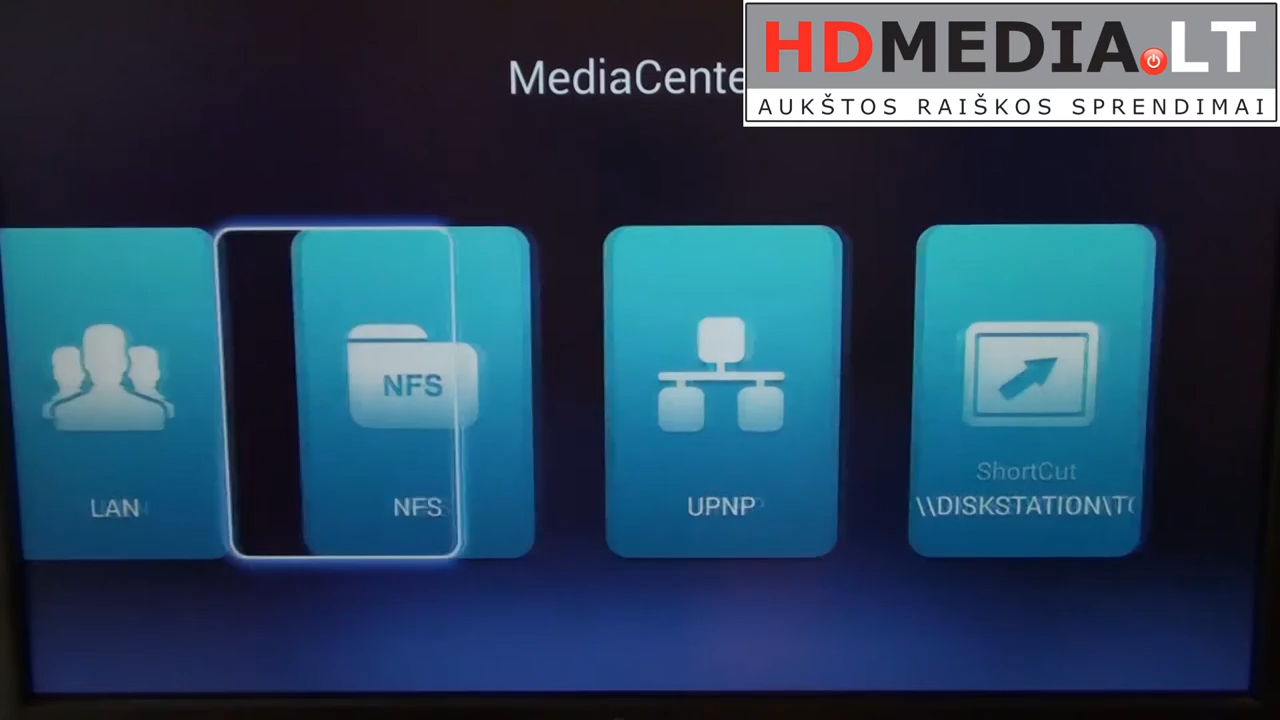 HDMEDIA.LT
AUKŠTOS RAIŠKOS SPRENDIMAI
MediaCente
NFS
ShortCut
LAN
NFS
UPNP
\\DISKSTATION\T